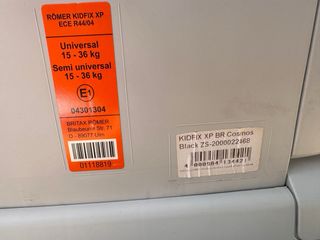 RÖMER KIDFIX XP
ECE R44/04
Universal
15 - 36 kg
Semi universal
15 - 36 kg
E1
04301304
BRITAX RÖMER
Blaubeurer Str. 71
D - 89077 Ulm
01118819
KIDFIX XP BR Cosmos
Black ZS-2000022468